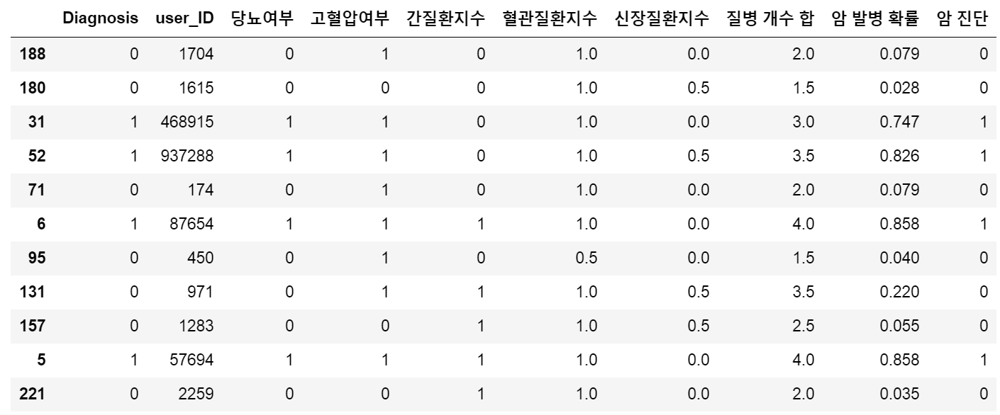 Diagnosis user_ID 당뇨여부 고혈압여부 간질환지수 혈관질환지수 신장질환지수 질병 개수 합 암 발병 확률 암 진단
188 0 1704 0 1 0 1.0 0.0 2.0 0.079 0
180 0 1615 0 0 0 1.0 0.5 1.5 0.028 0
31 1 468915 1 1 0 1.0 0.0 3.0 0.747 1
52 1 937288 1 1 0 1.0 0.5 3.5 0.826 1
71 0 174 0 1 0 1.0 0.0 2.0 0.079 0
6 1 87654 1 1 1 1.0 0.0 4.0 0.858 1
95 0 450 0 1 0 0.5 0.0 1.5 0.040 0
131 0 971 0 1 1 1.0 0.5 3.5 0.220 0
157 0 1283 0 0 1 1.0 0.5 2.5 0.055 0
5 1 57694 1 1 1 1.0 0.0 4.0 0.858 1
221 0 2259 0 0 1 1.0 0.0 2.0 0.035 0